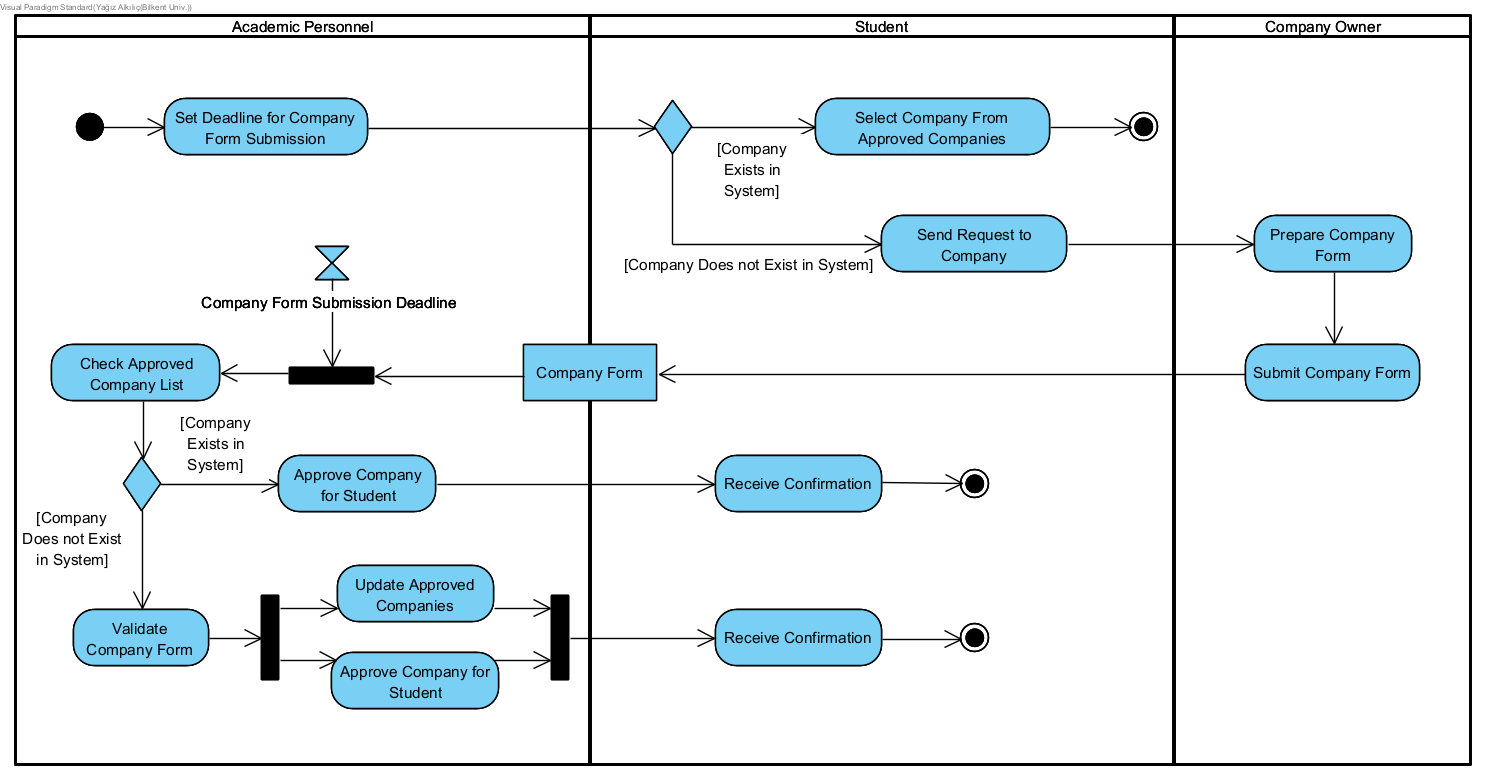 Visual Paradigm Standard(Yağız Alkılıç(Bilkent Univ.))
Academic Personnel
Student
Company Owner
Set Deadline for Company
Form Submission
Select Company From
Approved Companies
[Company
Exists in
System]
Send Request to
Company
[Company Does not Exist in System]
Prepare Company
Form
Company Form Submission Deadline
Check Approved
Company List
Company Form
Submit Company Form
[Company
Exists in
System]
Approve Company
for Student
Receive Confirmation
[Company
Does not Exist
in System]
Update Approved
Companies
Validate
Company Form
Approve Company for
Student
Receive Confirmation